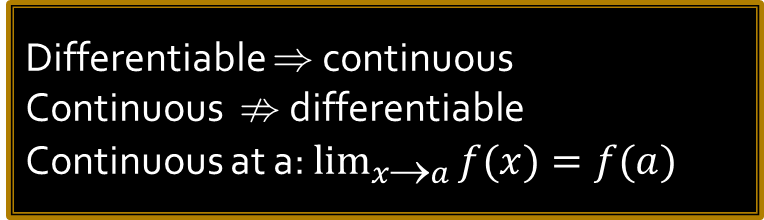 Differentiable ⇒ continuous
Continuous ⇏ differentiable
Continuous at a: lim_{x→a} f(x) = f(a)